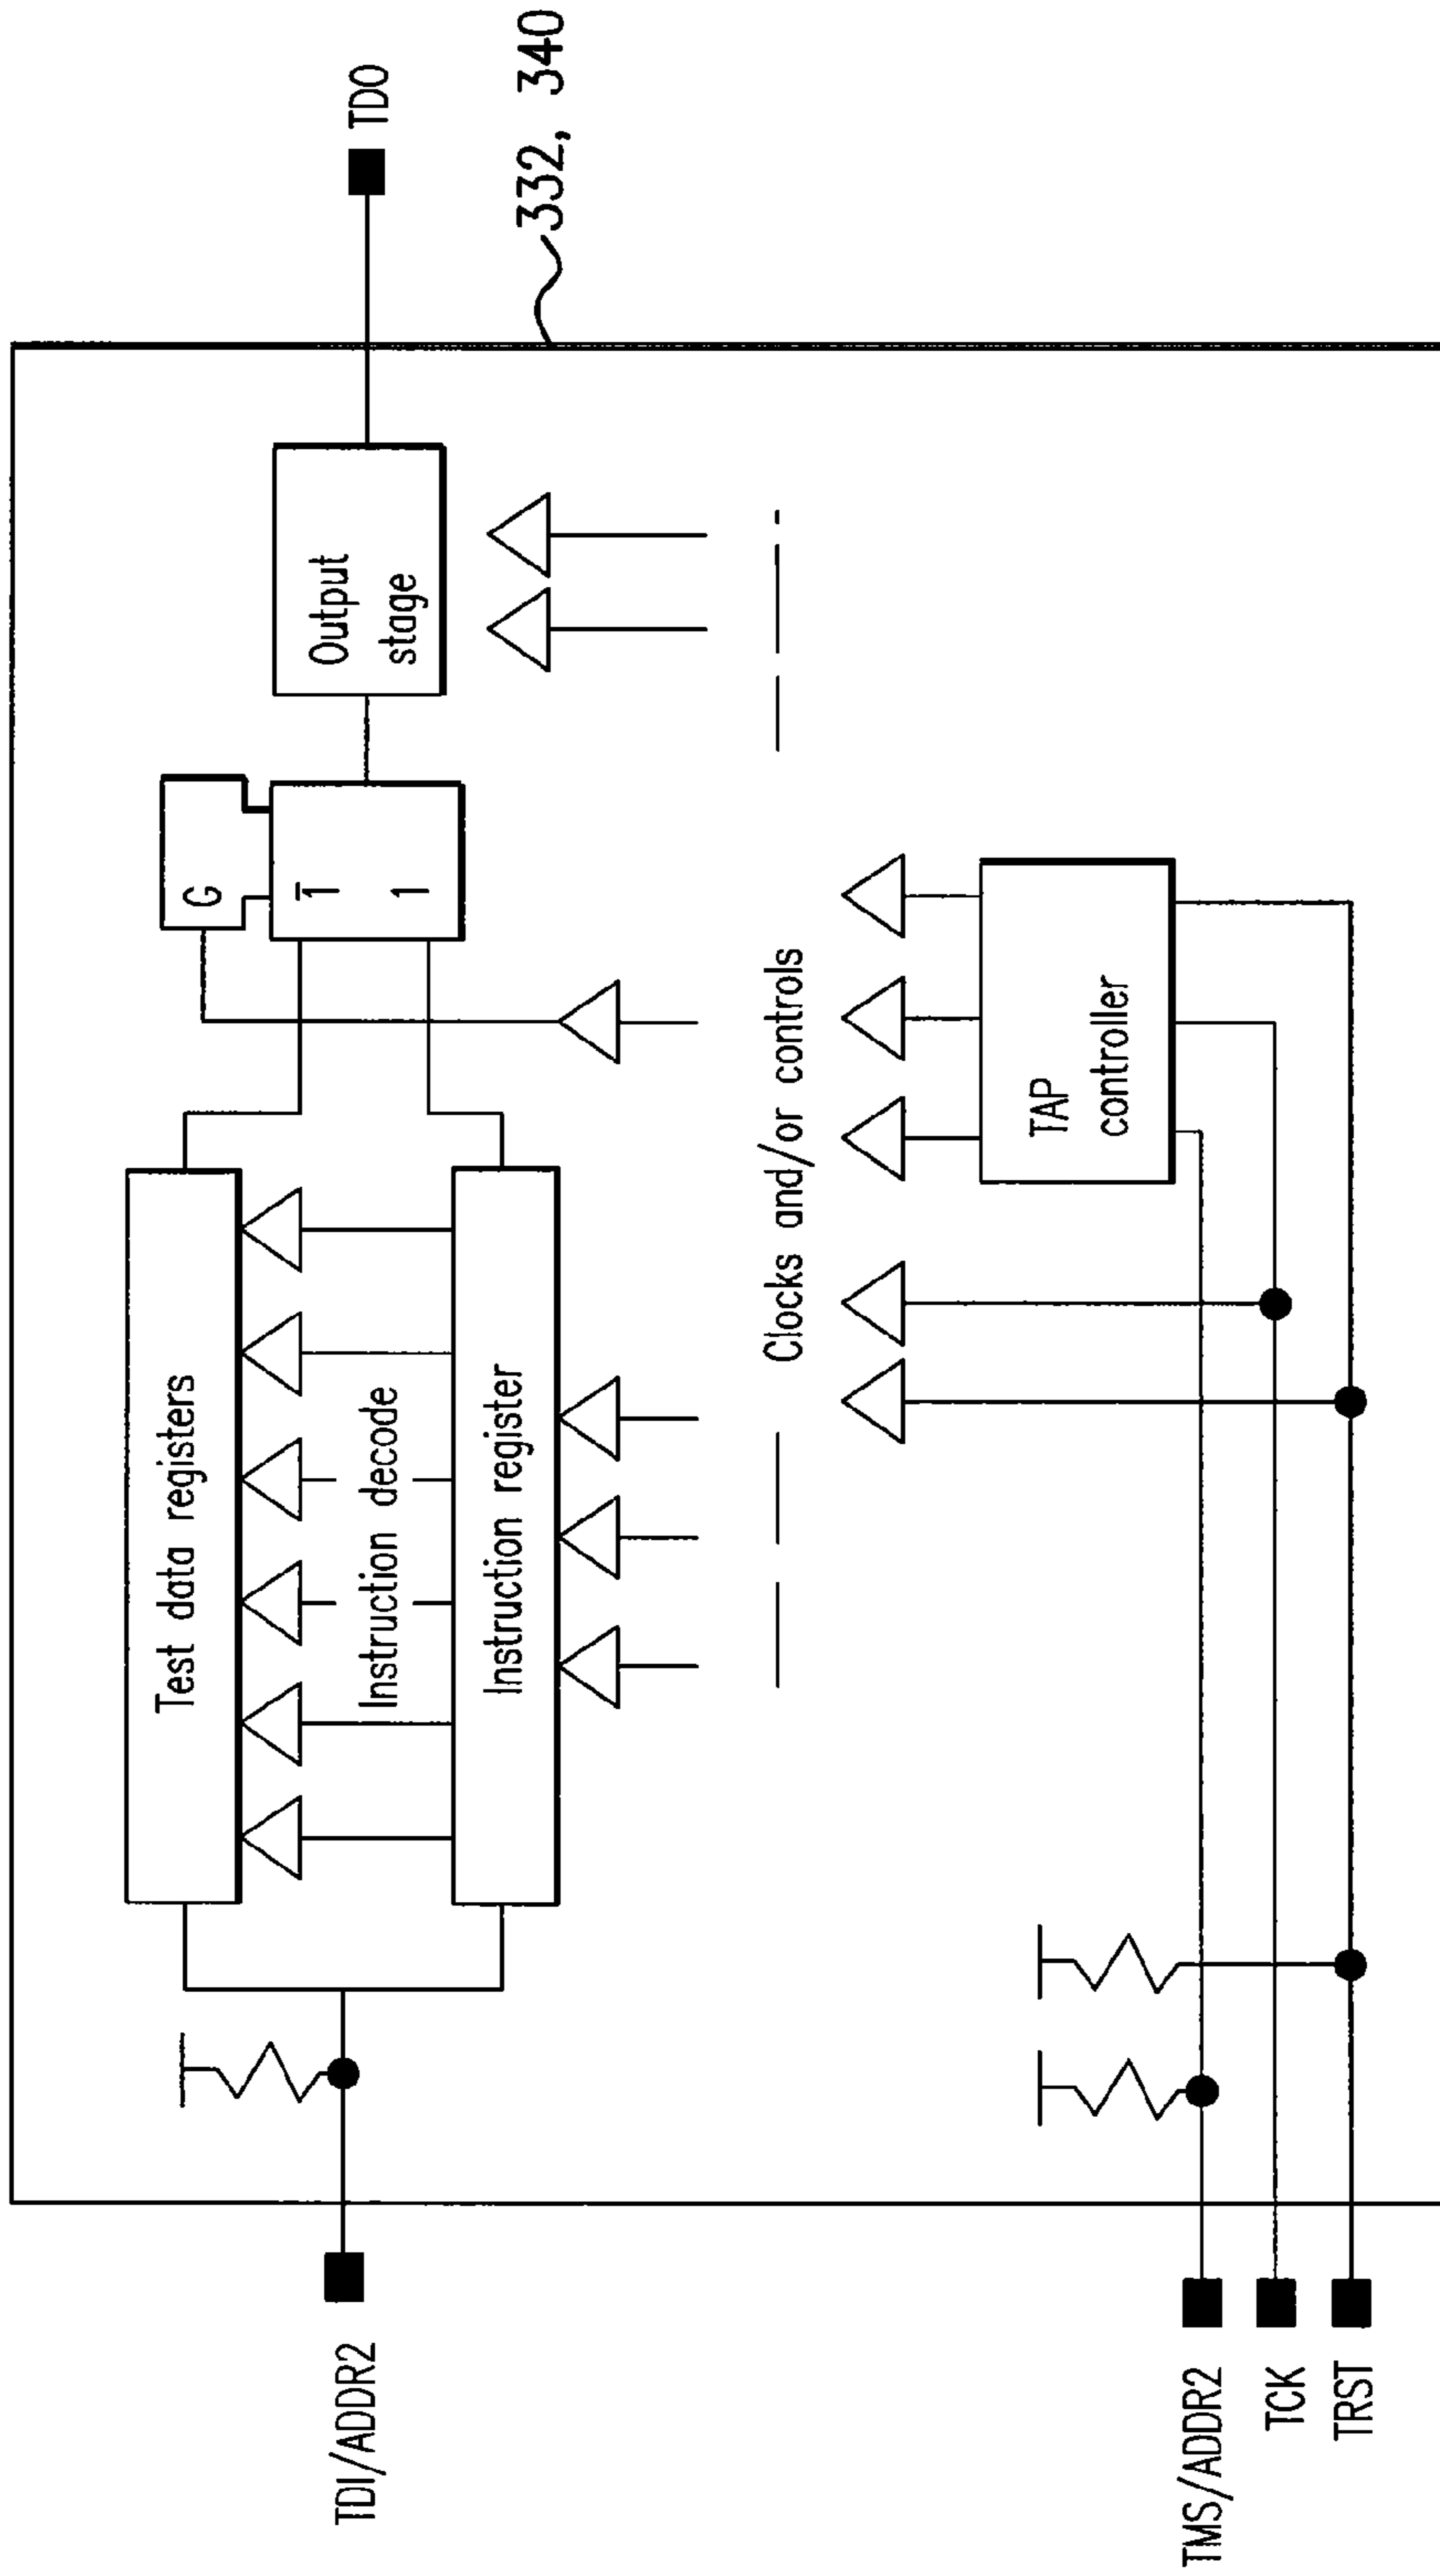 TDI/ADDR2
Test data registers
Instruction decode
Instruction register
G
1̅
1
Output
stage
TDO
332, 340
Clocks and/or controls
TAP
controller
TMS/ADDR2
TCK
TRST